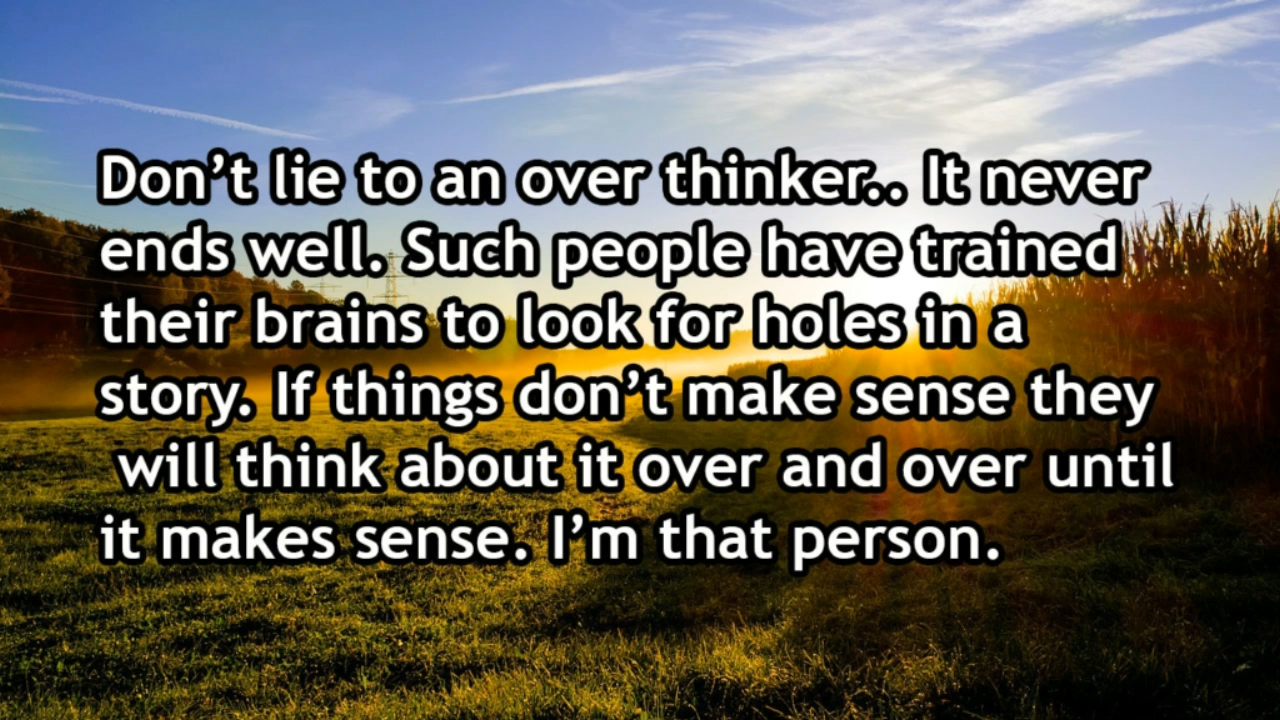 Don’t lie to an over thinker.. It never
ends well. Such people have trained
their brains to look for holes in a
story. If things don’t make sense they
will think about it over and over until
it makes sense. I’m that person.